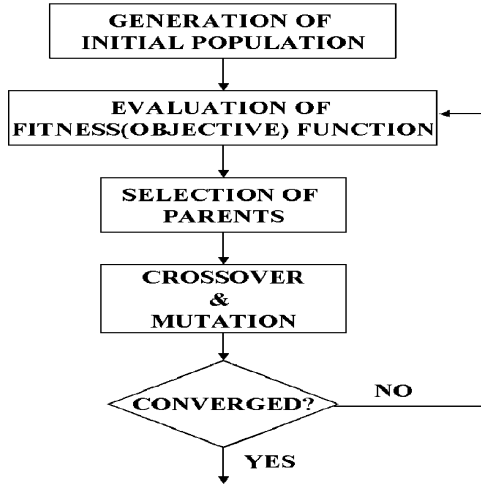 GENERATION OF
INITIAL POPULATION
EVALUATION OF
FITNESS(OBJECTIVE) FUNCTION
SELECTION OF
PARENTS
CROSSOVER
&
MUTATION
CONVERGED?
NO
YES